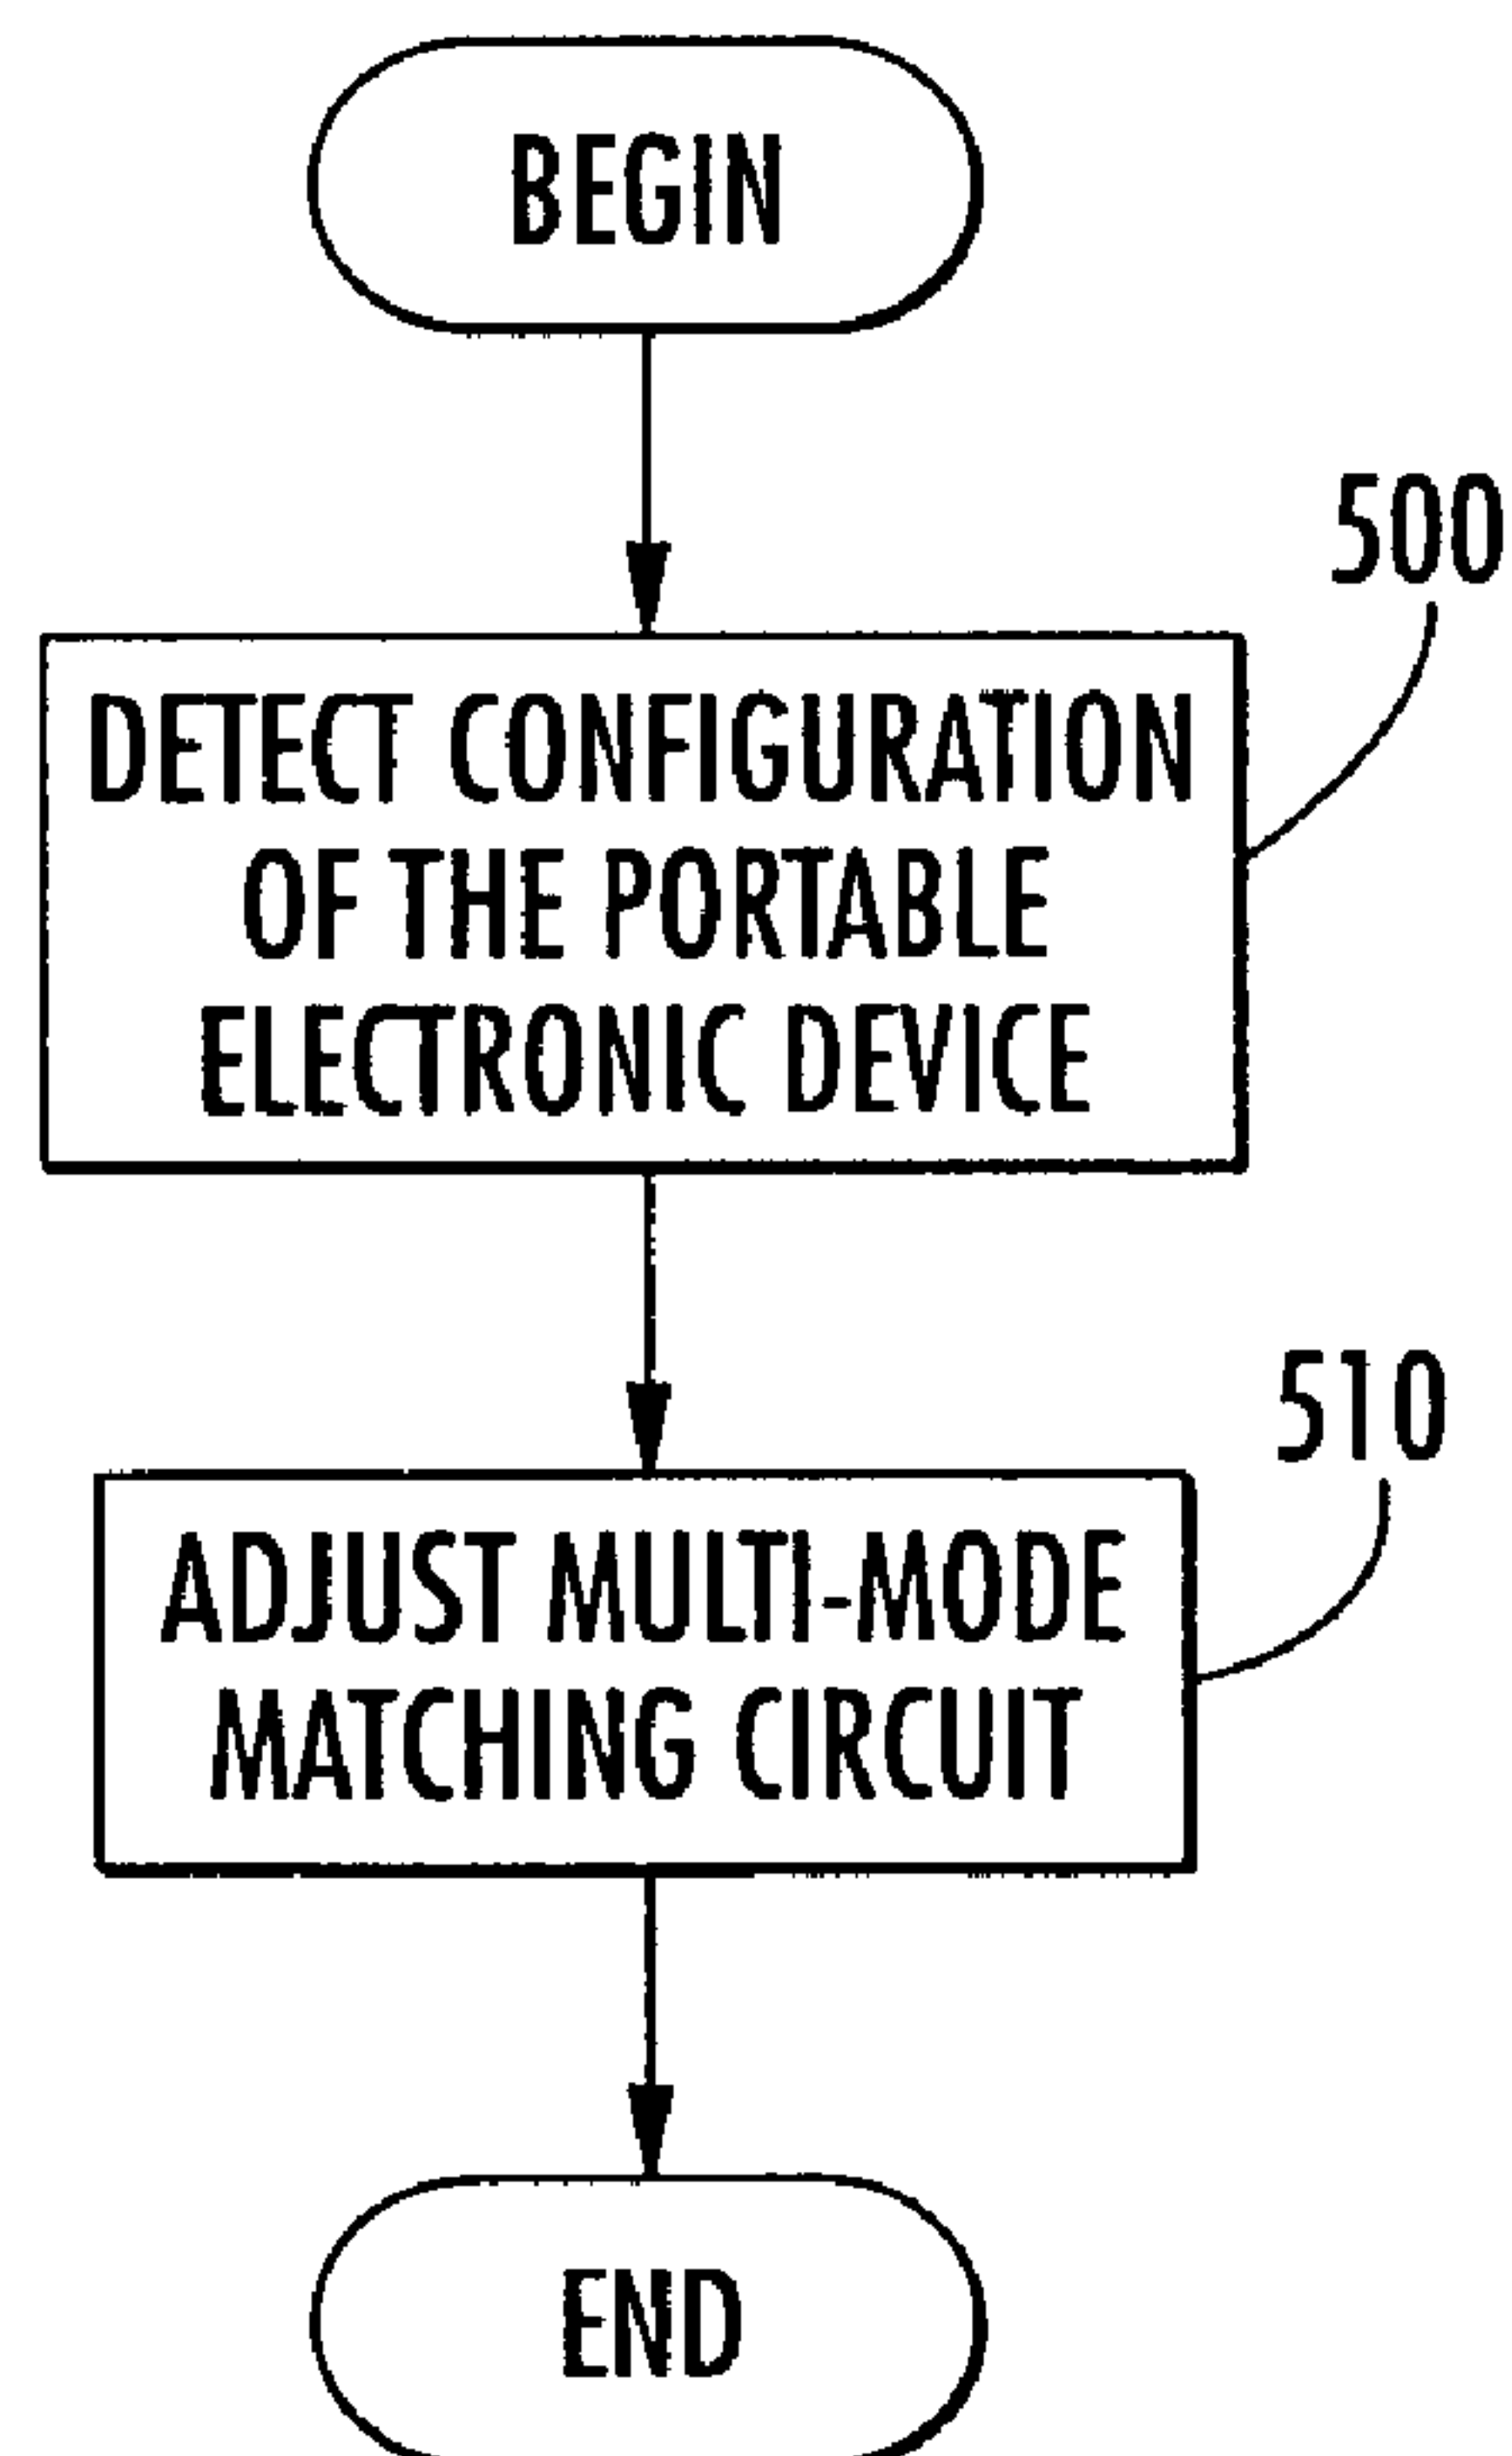 BEGIN
500
DETECT CONFIGURATION
OF THE PORTABLE
ELECTRONIC DEVICE
510
ADJUST MULTI-MODE
MATCHING CIRCUIT
END